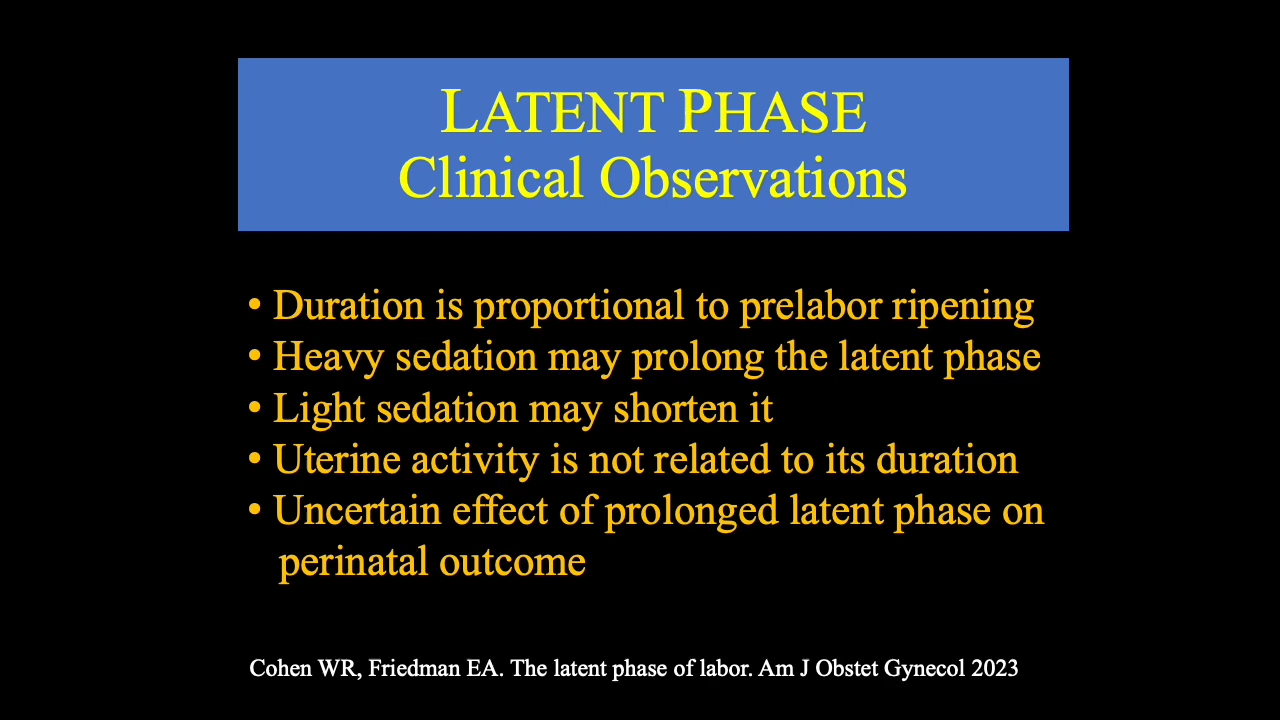 LATENT PHASE
Clinical Observations
• Duration is proportional to prelabor ripening
• Heavy sedation may prolong the latent phase
• Light sedation may shorten it
• Uterine activity is not related to its duration
• Uncertain effect of prolonged latent phase on
perinatal outcome
Cohen WR, Friedman EA. The latent phase of labor. Am J Obstet Gynecol 2023